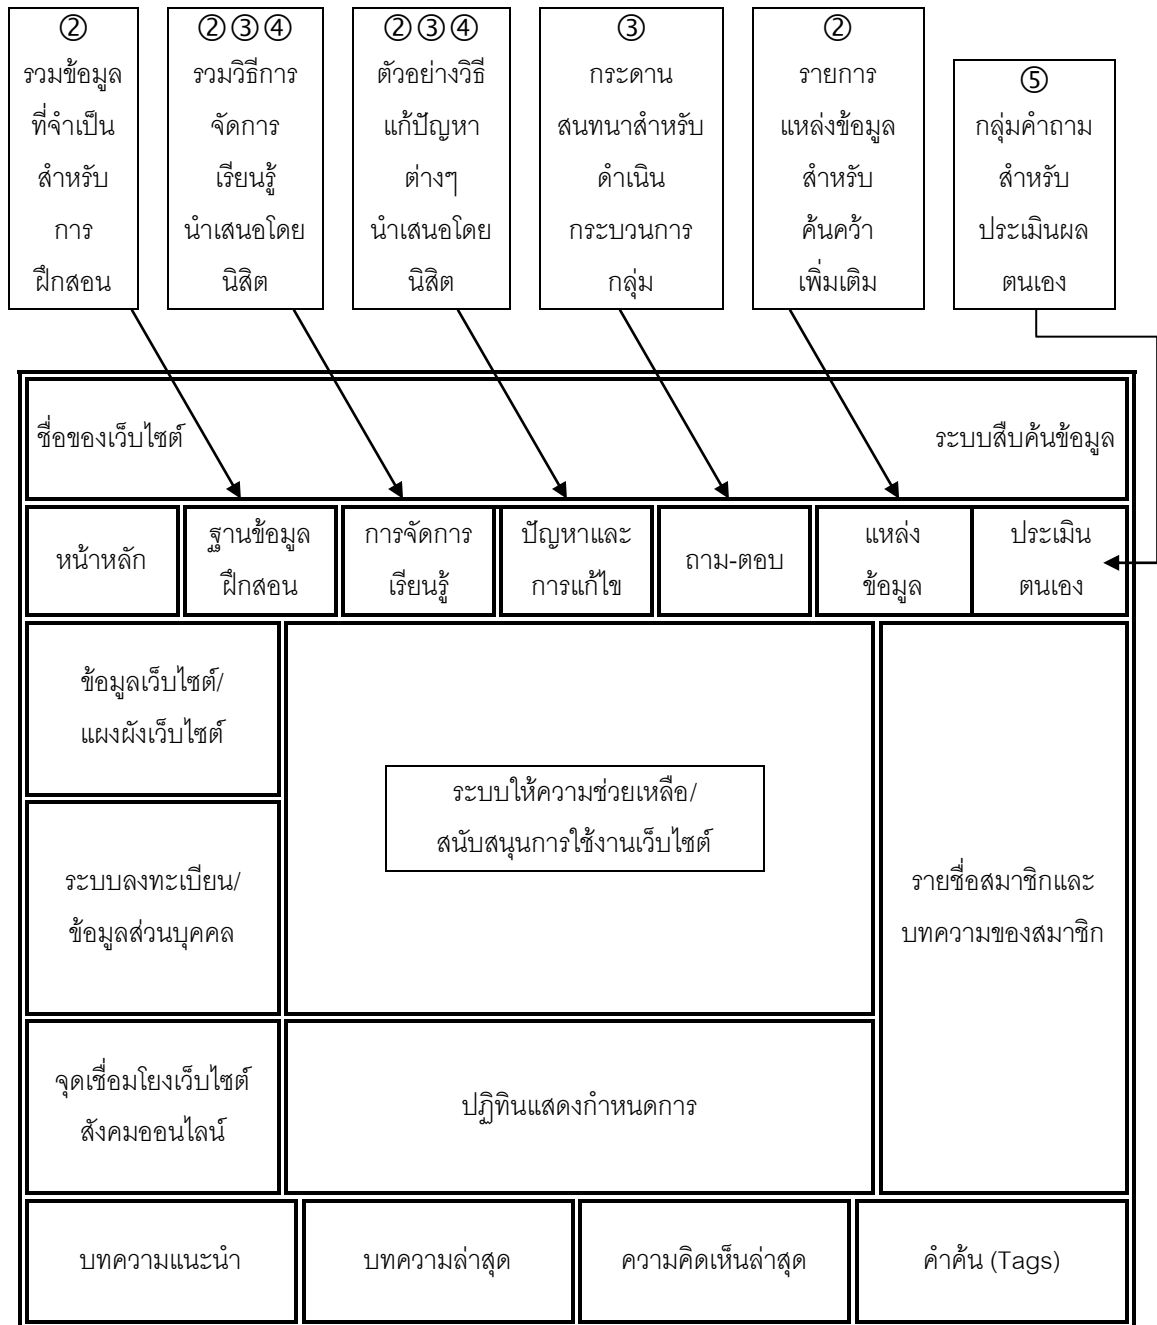 ②
รวมข้อมูล
ที่จำเป็น
สำหรับ
การ
ฝึกสอน
②③④
รวมวิธีการ
จัดการ
เรียนรู้
นำเสนอโดย
นิสิต
②③④
ตัวอย่างวิธี
แก้ปัญหา
ต่างๆ
นำเสนอโดย
นิสิต
③
กระดาน
สนทนาสำหรับ
ดำเนิน
กระบวนการ
กลุ่ม
②
รายการ
แหล่งข้อมูล
สำหรับ
ค้นคว้า
เพิ่มเติม
⑤
กลุ่มคำถาม
สำหรับ
ประเมินผล
ตนเอง
ชื่อของเว็บไซต์
ระบบสืบค้นข้อมูล
หน้าหลัก
ฐานข้อมูล
ฝึกสอน
การจัดการ
เรียนรู้
ปัญหาและ
การแก้ไข
ถาม-ตอบ
แหล่ง
ข้อมูล
ประเมิน
ตนเอง
ข้อมูลเว็บไซต์/
แผงผังเว็บไซต์
ระบบให้ความช่วยเหลือ/
สนับสนุนการใช้งานเว็บไซต์
ระบบลงทะเบียน/
ข้อมูลส่วนบุคคล
รายชื่อสมาชิกและ
บทความของสมาชิก
จุดเชื่อมโยงเว็บไซต์
สังคมออนไลน์
ปฏิทินแสดงกำหนดการ
บทความแนะนำ
บทความล่าสุด
ความคิดเห็นล่าสุด
คำค้น (Tags)